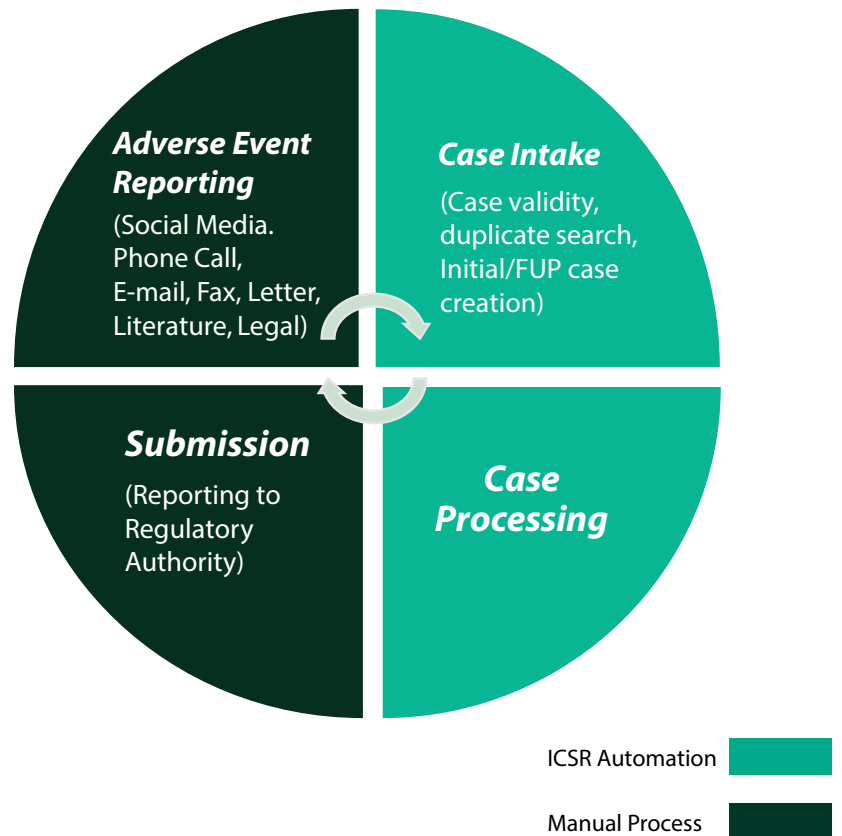 Adverse Event
Reporting
(Social Media.
Phone Call,
E-mail, Fax, Letter,
Literature, Legal)
Case Intake
(Case validity,
duplicate search,
Initial/FUP case
creation)
Submission
(Reporting to
Regulatory
Authority)
Case
Processing
ICSR Automation
Manual Process